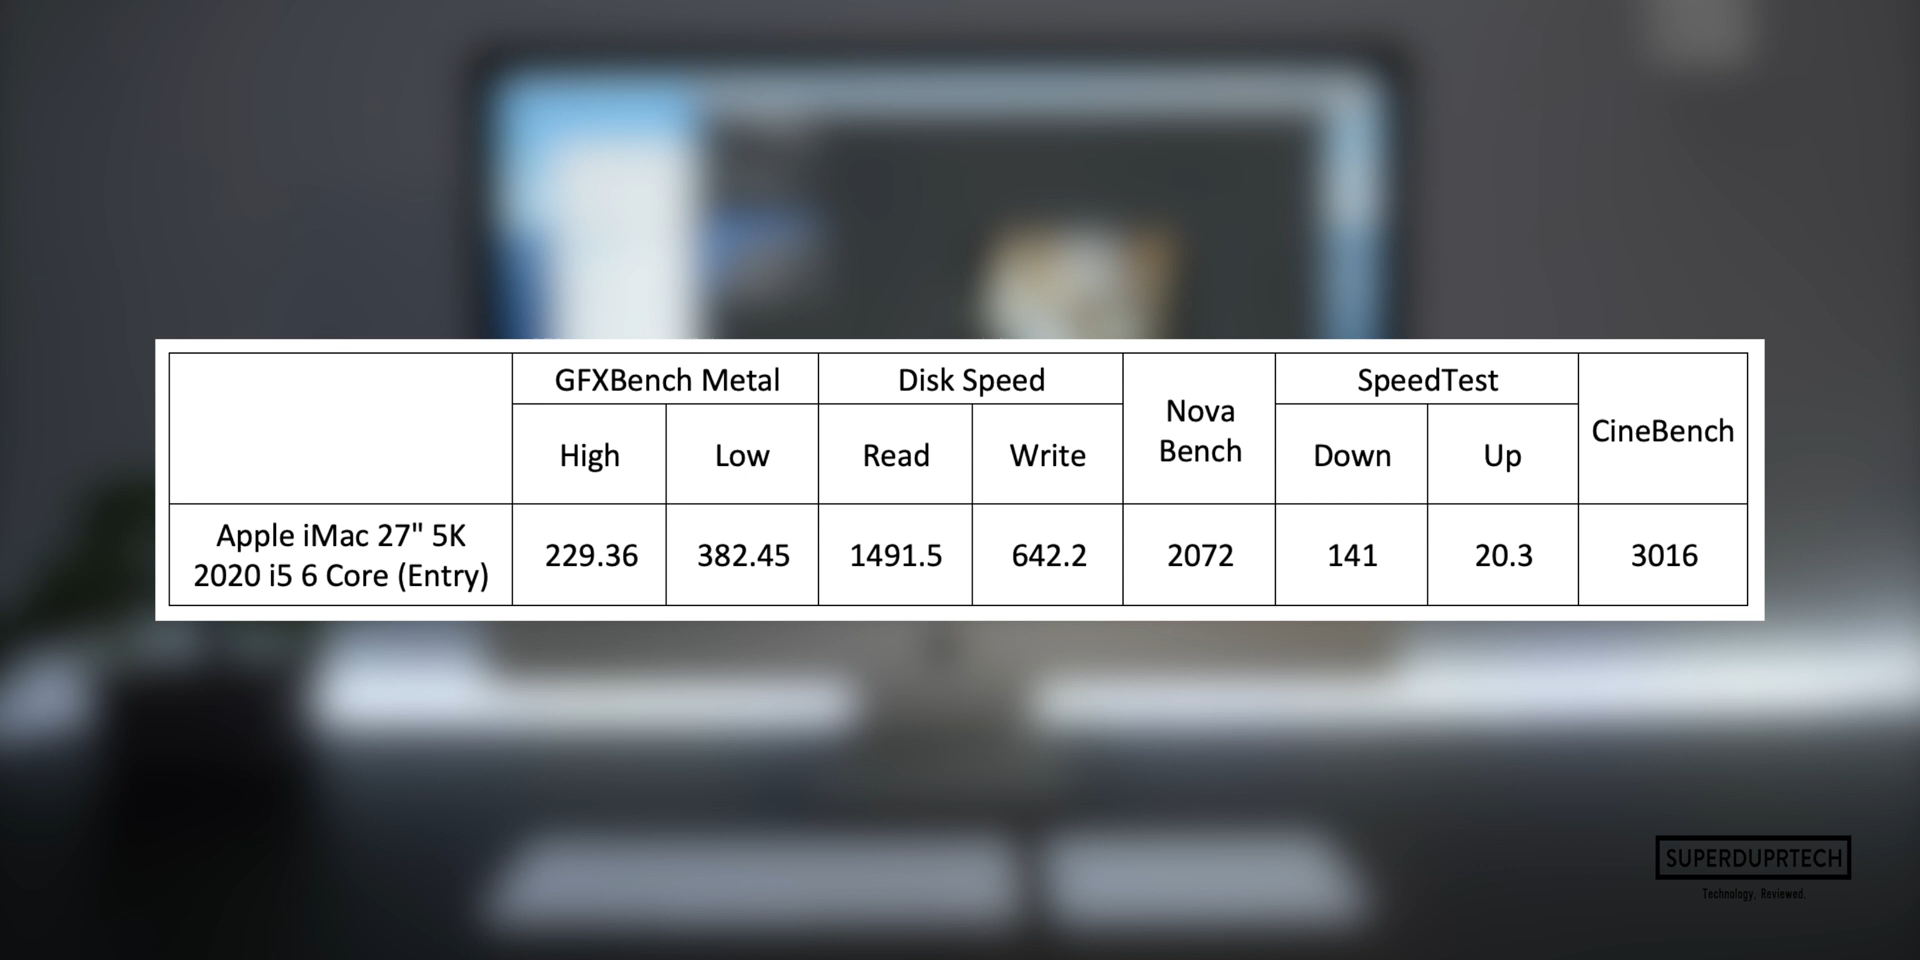 GFXBench Metal
Disk Speed
Nova
Bench
SpeedTest
CineBench
High
Low
Read
Write
Down
Up
Apple iMac 27" 5K
2020 i5 6 Core (Entry)
229.36
382.45
1491.5
642.2
2072
141
20.3
3016
SUPERDUPRTECH
Technology. Reviewed.